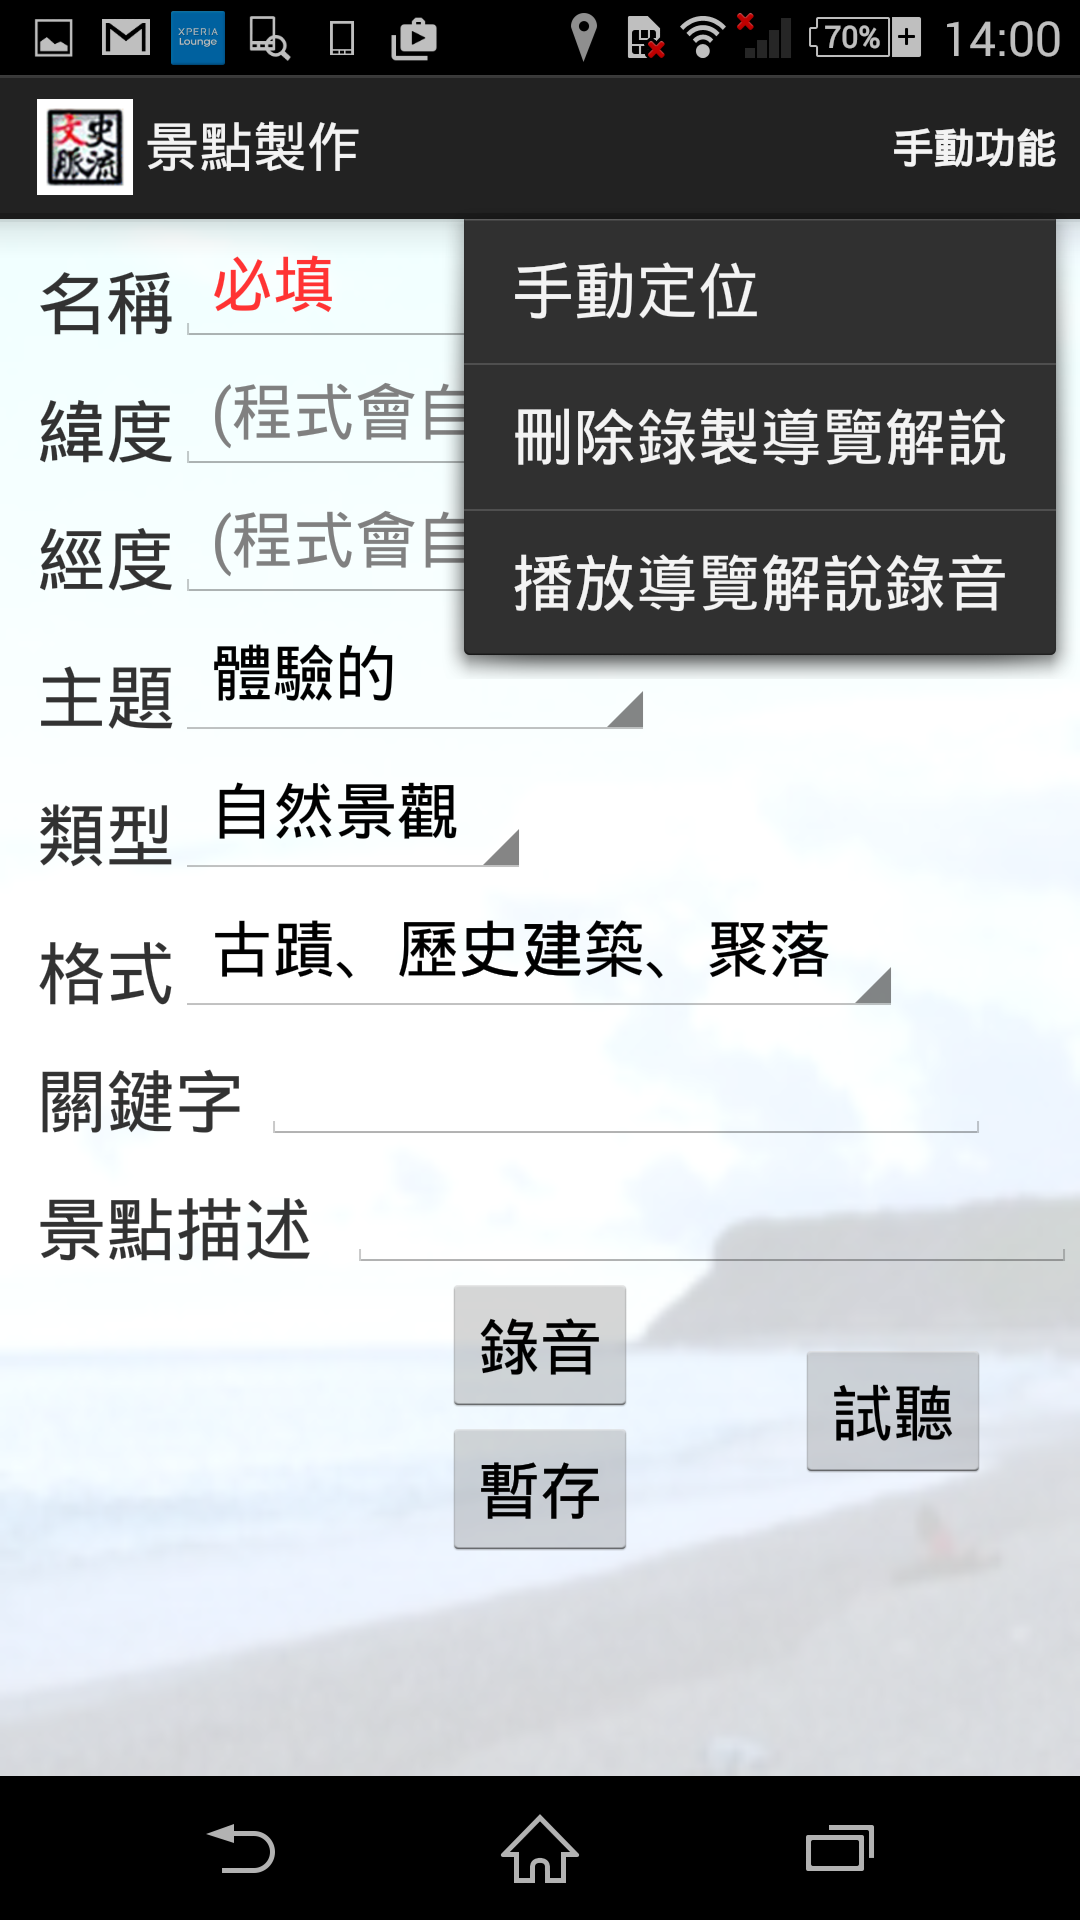 XPERIA
Lounge
70%
14:00
文史
脈流
景點製作
手動功能
名稱 必填
手動定位
緯度 (程式會自
刪除錄製導覽解說
經度 (程式會自
播放導覽解說錄音
主題 體驗的
類型 自然景觀
格式 古蹟、歷史建築、聚落
關鍵字
景點描述
錄音
試聽
暫存